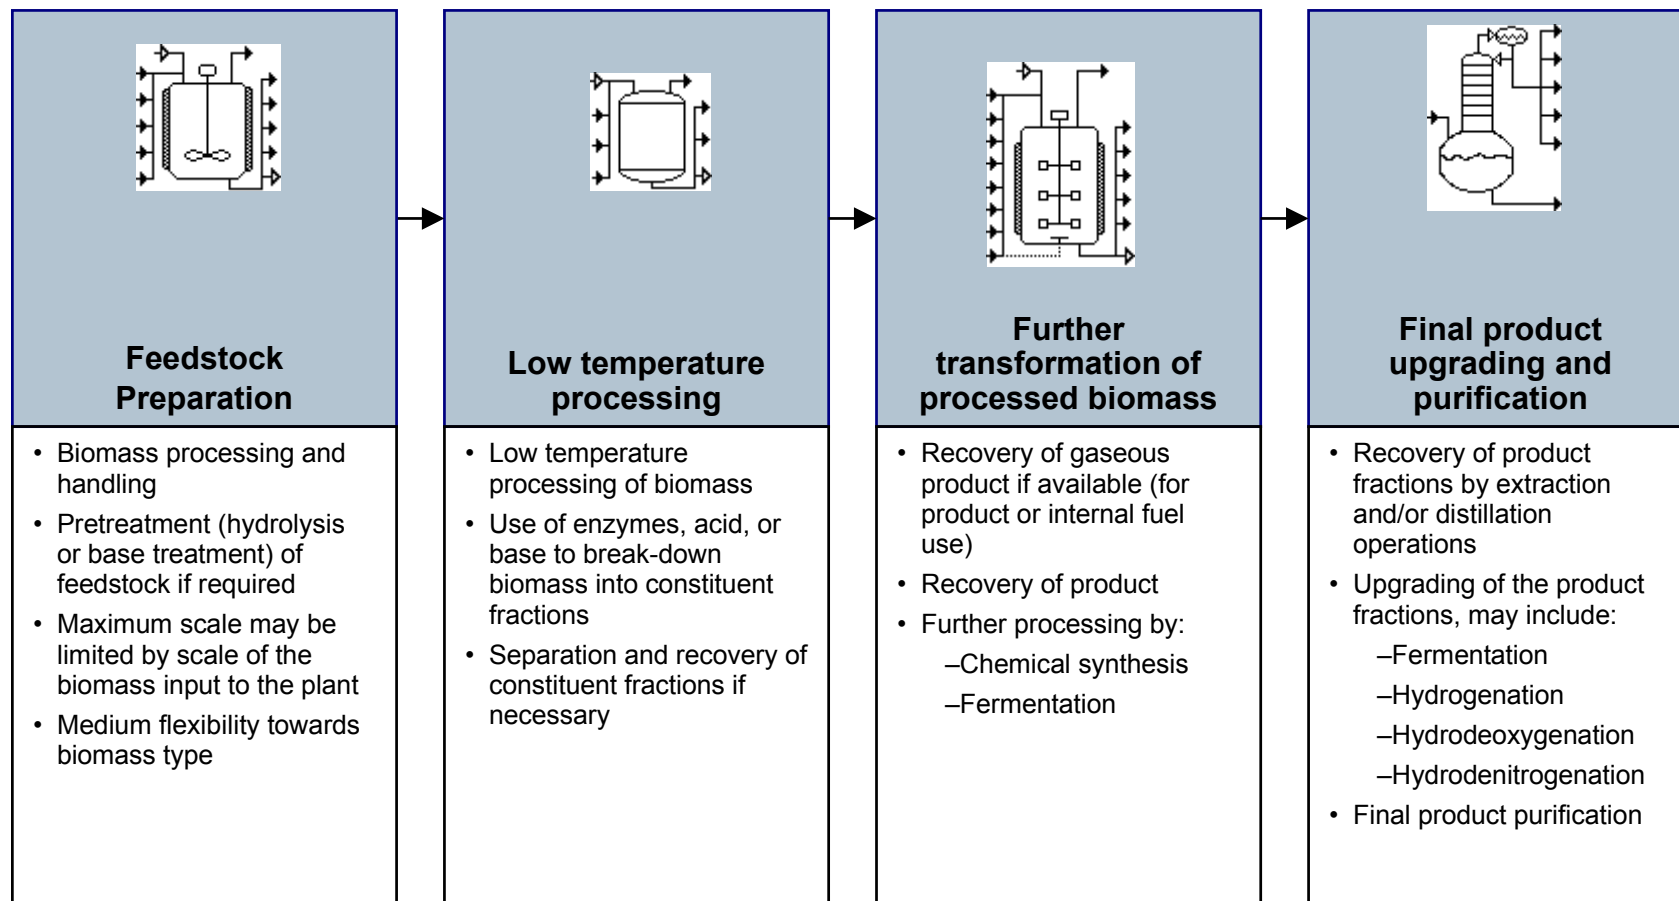 Feedstock
Preparation
• Biomass processing and
handling
• Pretreatment (hydrolysis
or base treatment) of
feedstock if required
• Maximum scale may be
limited by scale of the
biomass input to the plant
• Medium flexibility towards
biomass type
Low temperature
processing
• Low temperature
processing of biomass
• Use of enzymes, acid, or
base to break-down
biomass into constituent
fractions
• Separation and recovery of
constituent fractions if
necessary
Further
transformation of
processed biomass
• Recovery of gaseous
product if available (for
product or internal fuel
use)
• Recovery of product
• Further processing by:
–Chemical synthesis
–Fermentation
Final product
upgrading and
purification
• Recovery of product
fractions by extraction
and/or distillation
operations
• Upgrading of the product
fractions, may include:
–Fermentation
–Hydrogenation
–Hydrodeoxygenation
–Hydrodenitrogenation
• Final product purification